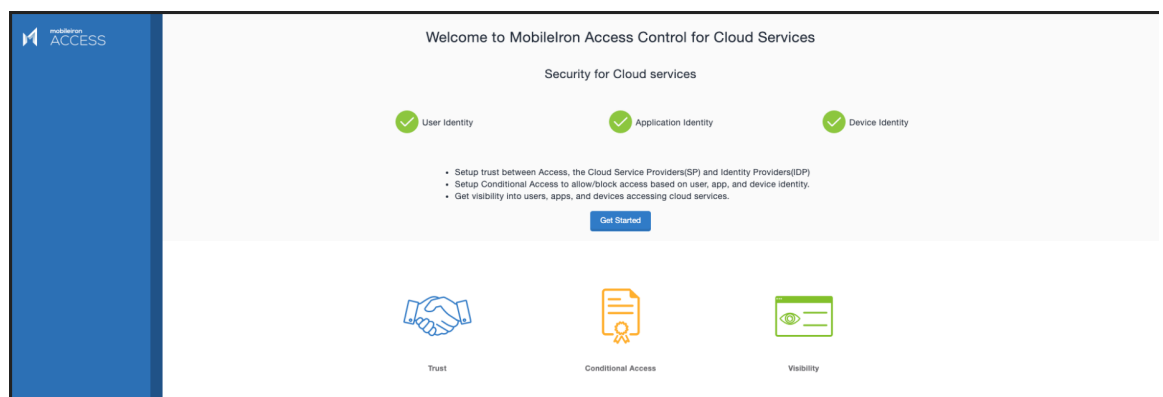 mobileiron
ACCESS
Welcome to MobileIron Access Control for Cloud Services
Security for Cloud services
User Identity
Application Identity
Device Identity
• Setup trust between Access, the Cloud Service Providers(SP) and Identity Providers(IDP)
• Setup Conditional Access to allow/block access based on user, app, and device identity.
• Get visibility into users, apps, and devices accessing cloud services.
Get Started
Trust
Conditional Access
Visibility